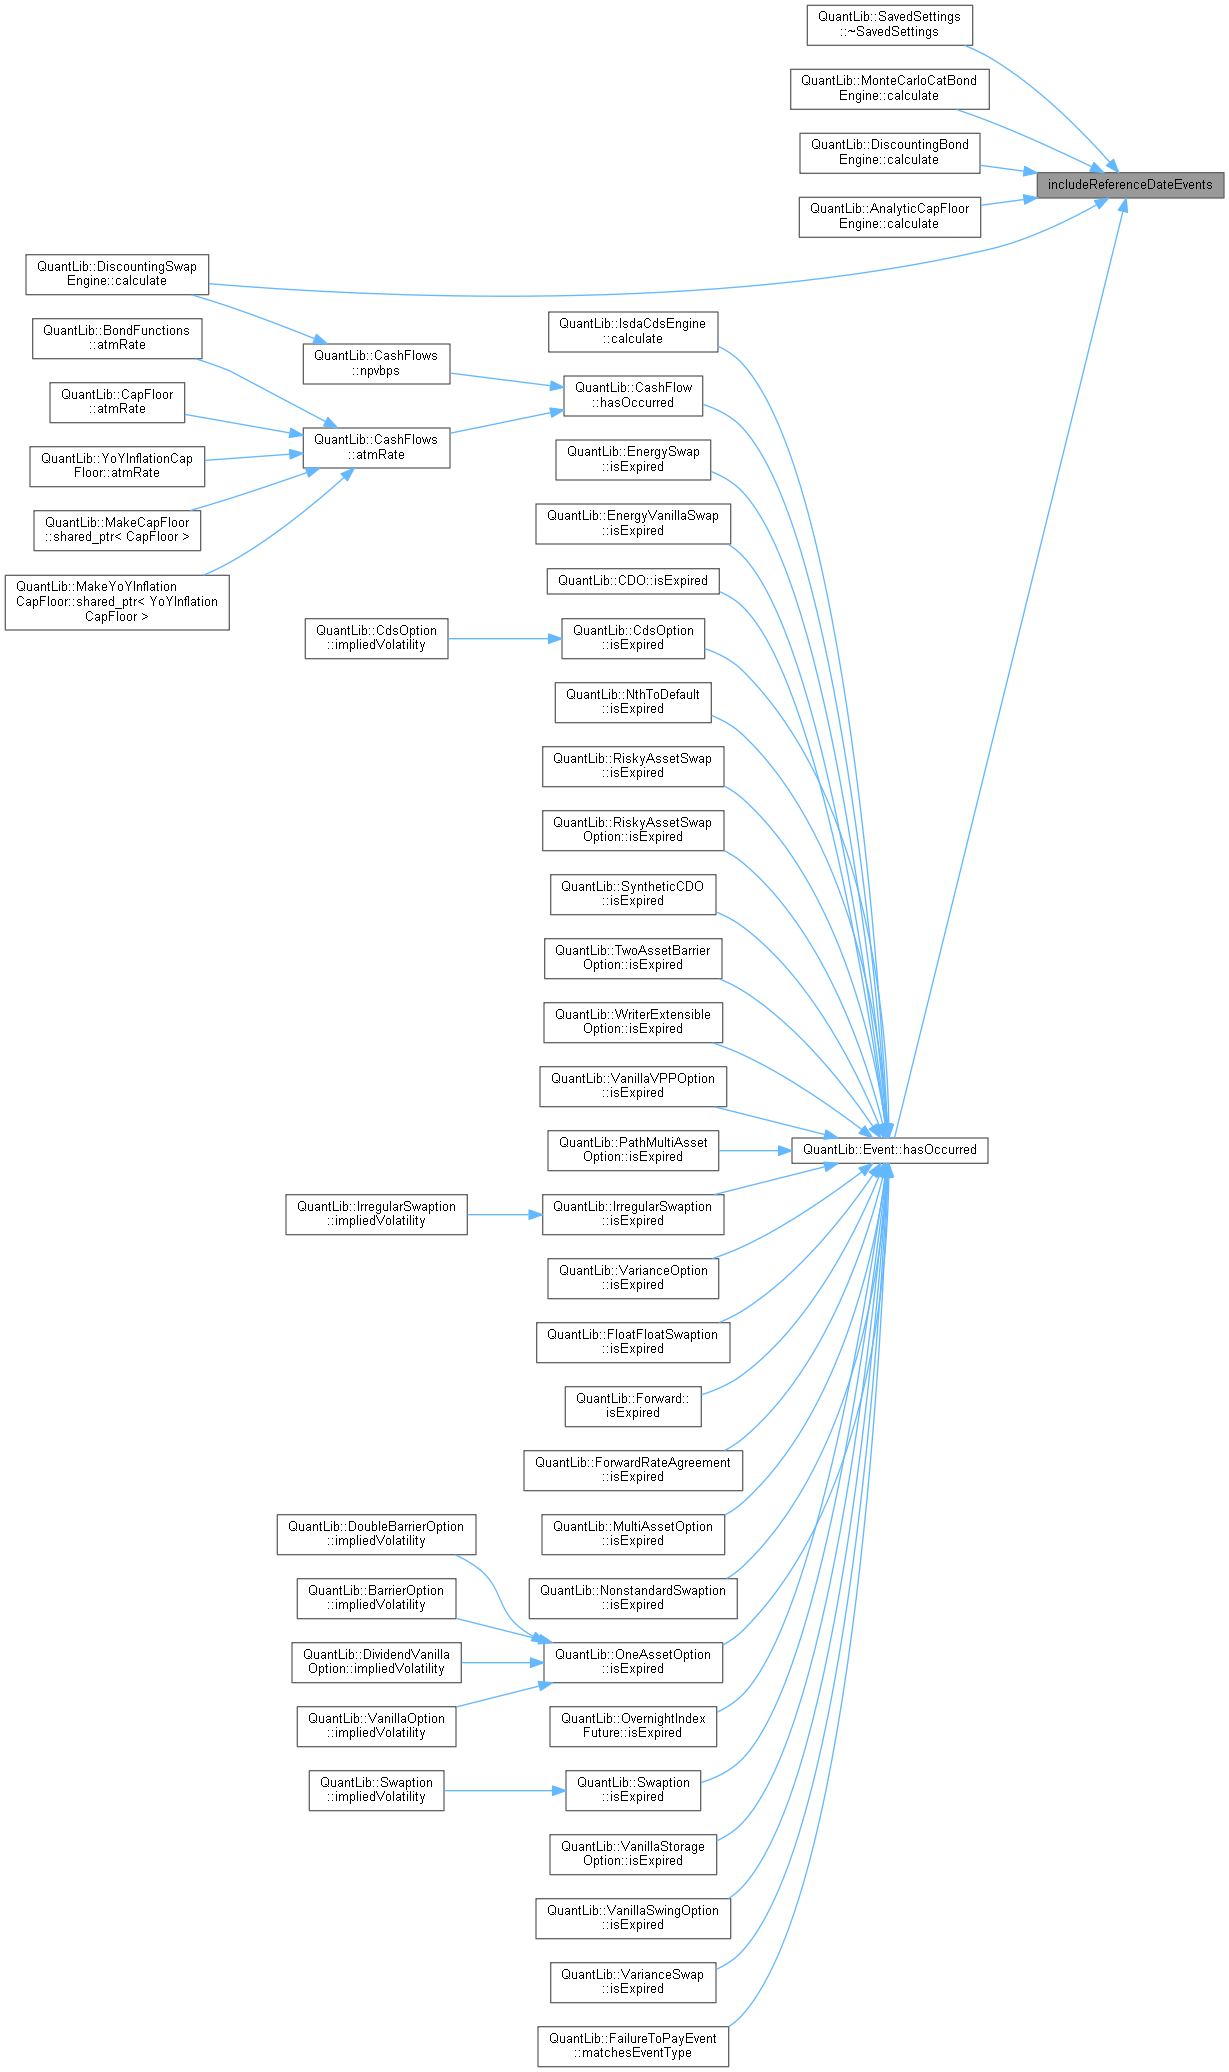 QuantLib::SavedSettings
::~SavedSettings
QuantLib::MonteCarloCatBond
Engine::calculate
QuantLib::DiscountingBond
Engine::calculate
includeReferenceDateEvents
QuantLib::AnalyticCapFloor
Engine::calculate
QuantLib::DiscountingSwap
Engine::calculate
QuantLib::BondFunctions
::atmRate
QuantLib::IsdaCdsEngine
::calculate
QuantLib::CashFlows
::npvbps
QuantLib::CapFloor
::atmRate
QuantLib::CashFlow
::hasOccurred
QuantLib::CashFlows
::atmRate
QuantLib::YoYInflationCap
Floor::atmRate
QuantLib::EnergySwap
::isExpired
QuantLib::MakeCapFloor
::shared_ptr< CapFloor >
QuantLib::EnergyVanillaSwap
::isExpired
QuantLib::MakeYoYInflation
CapFloor::shared_ptr< YoYInflation
CapFloor >
QuantLib::CDO::isExpired
QuantLib::CdsOption
::impliedVolatility
QuantLib::CdsOption
::isExpired
QuantLib::NthToDefault
::isExpired
QuantLib::RiskyAssetSwap
::isExpired
QuantLib::RiskyAssetSwap
Option::isExpired
QuantLib::SyntheticCDO
::isExpired
QuantLib::TwoAssetBarrier
Option::isExpired
QuantLib::WriterExtensible
Option::isExpired
QuantLib::VanillaVPPOption
::isExpired
QuantLib::PathMultiAsset
Option::isExpired
QuantLib::Event::hasOccurred
QuantLib::IrregularSwaption
::impliedVolatility
QuantLib::IrregularSwaption
::isExpired
QuantLib::VarianceOption
::isExpired
QuantLib::FloatFloatSwaption
::isExpired
QuantLib::Forward::
isExpired
QuantLib::ForwardRateAgreement
::isExpired
QuantLib::DoubleBarrierOption
::impliedVolatility
QuantLib::MultiAssetOption
::isExpired
QuantLib::BarrierOption
::impliedVolatility
QuantLib::NonstandardSwaption
::isExpired
QuantLib::DividendVanilla
Option::impliedVolatility
QuantLib::OneAssetOption
::isExpired
QuantLib::VanillaOption
::impliedVolatility
QuantLib::OvernightIndex
Future::isExpired
QuantLib::Swaption
::impliedVolatility
QuantLib::Swaption
::isExpired
QuantLib::VanillaStorage
Option::isExpired
QuantLib::VanillaSwingOption
::isExpired
QuantLib::VarianceSwap
::isExpired
QuantLib::FailureToPayEvent
::matchesEventType